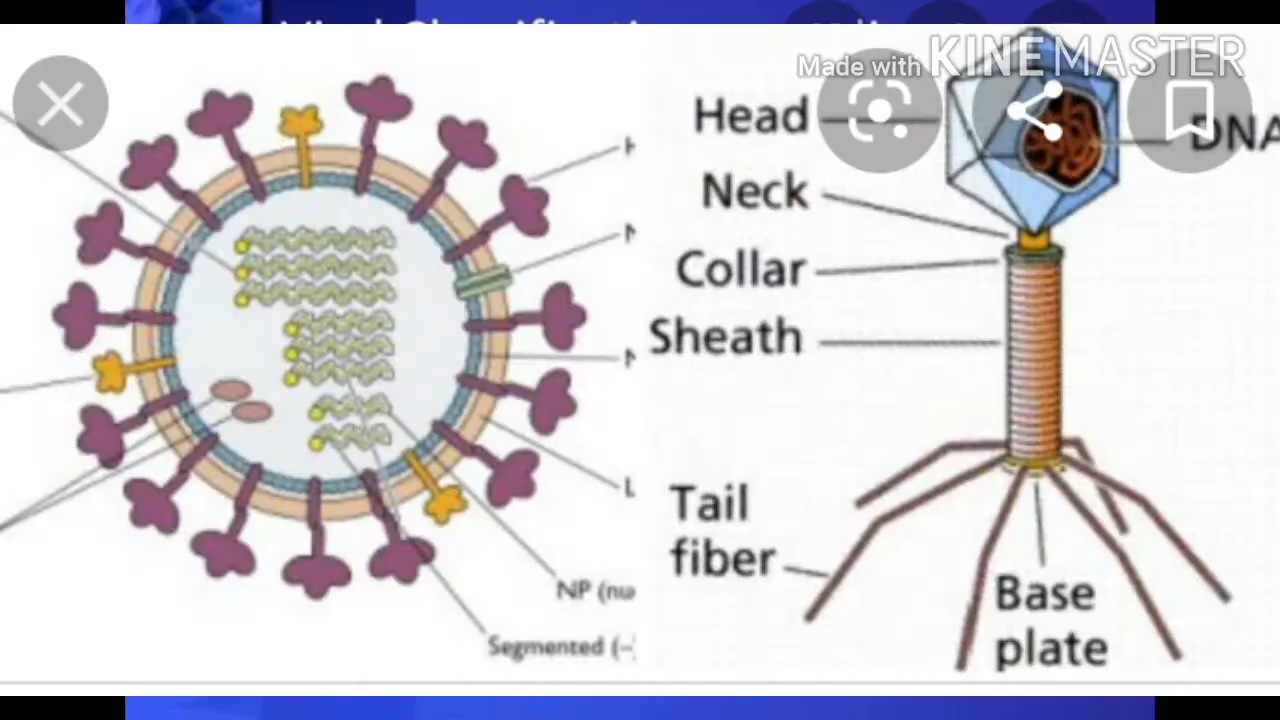 Made with KINEMASTER
Head
DNA
Neck
Collar
Sheath
Tail
fiber
Base
plate
NP (nu
Segmented (–)